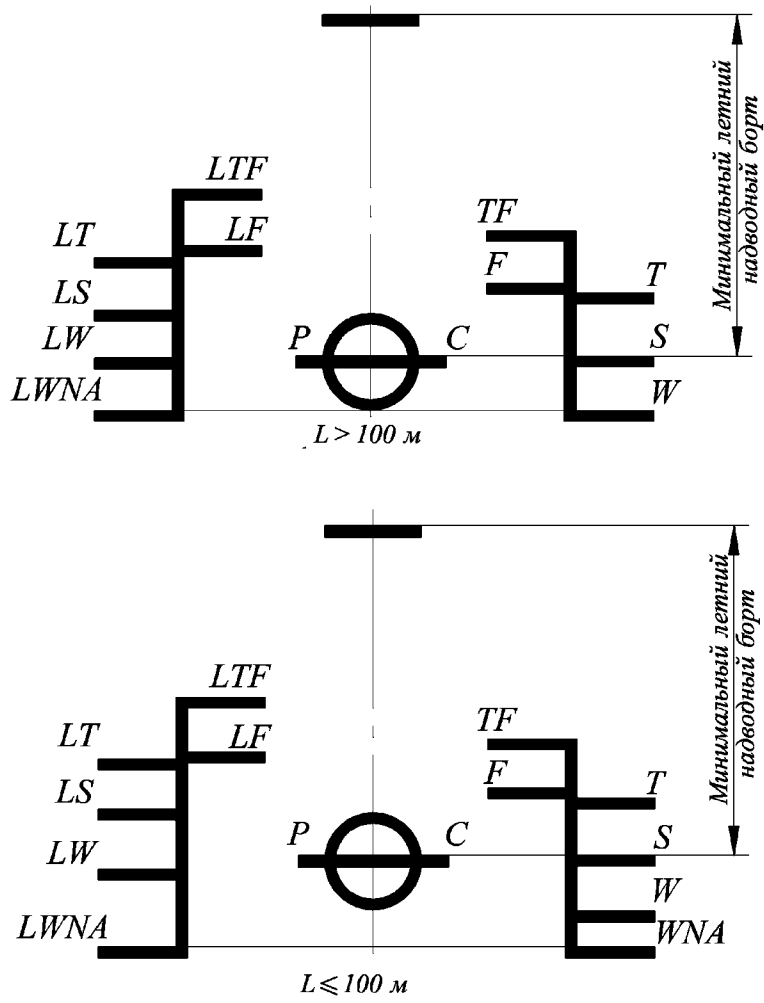 Минимальный летний
надводный борт
LTF
TF
LT
LF
F
T
LS
LW
P
C
S
LWNA
W
L > 100 м
Минимальный летний
надводный борт
LTF
TF
LT
LF
F
T
LS
P
C
S
LW
W
LWNA
WNA
L ⩽ 100 м